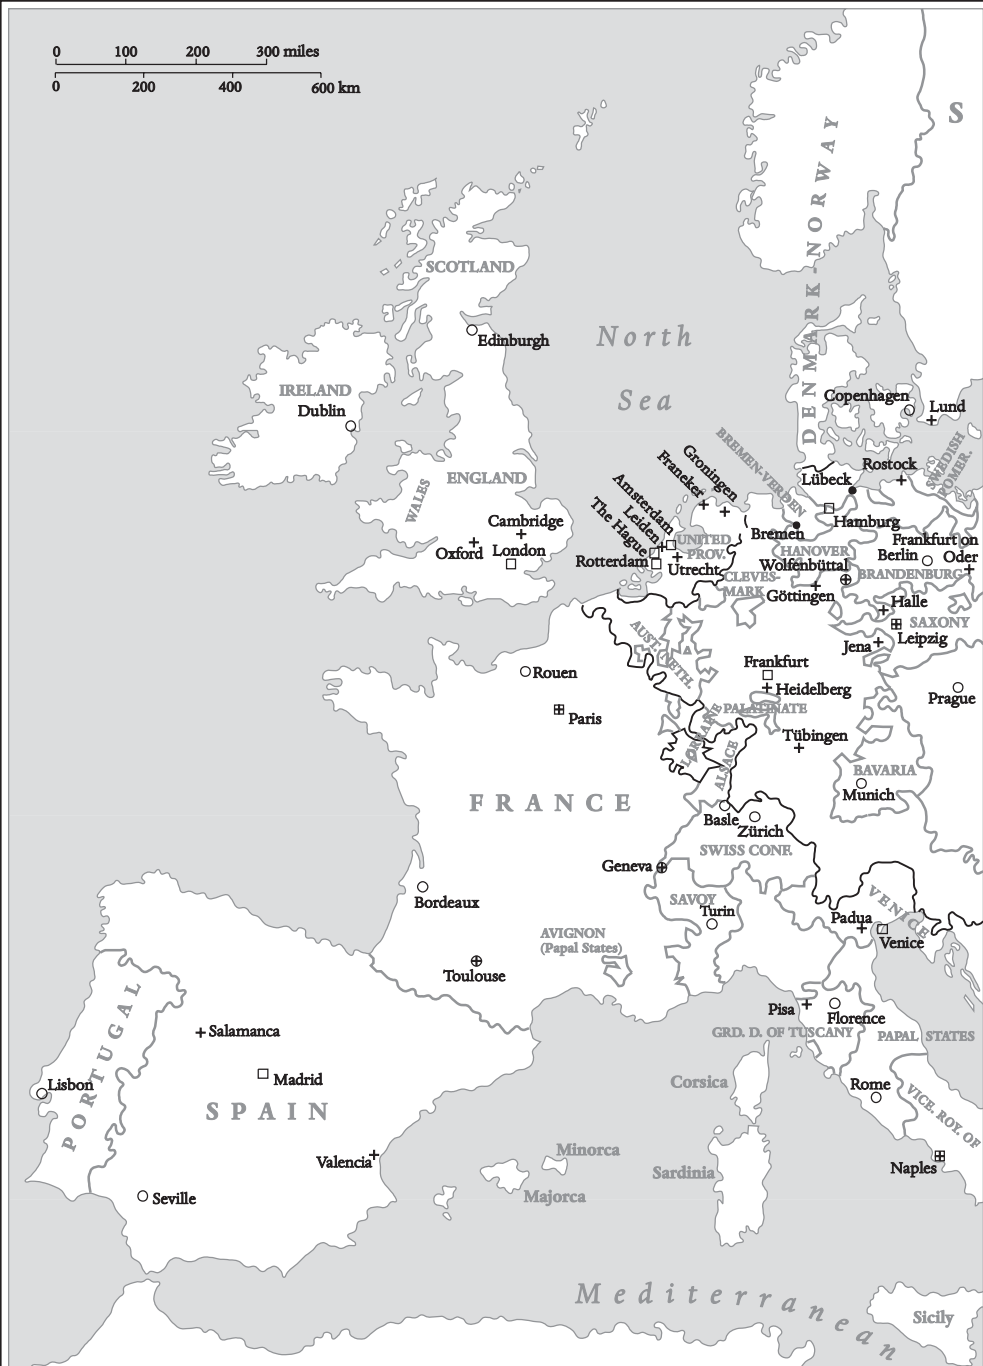 0 100 200 300 miles
0 200 400 600 km
S
DENMARK-NORWAY
SCOTLAND
North
Sea
Edinburgh
IRELAND
Dublin
Copenhagen
Lund
SWEDISH
POMER.
BREMEN-VERDEN
Groningen
Franeker
Rostock
Lübeck
ENGLAND
WALES
Amsterdam
Leiden
The Hague
Hamburg
Cambridge
Bremen
Oxford
London
Rotterdam
UNITED
PROV.
Utrecht
HANOVER
Wolfenbüttal
Frankfurt on
Oder
Berlin
CLEVES-
MARK
Göttingen
BRANDENBURG
Halle
SAXONY
Leipzig
Jena
AUST. NETH.
Rouen
Frankfurt
Heidelberg
Prague
Paris
PALATINATE
LORRAINE
ALSACE
Tübingen
BAVARIA
Munich
FRANCE
Basle
Zürich
SWISS CONF.
Geneva
Bordeaux
SAVOY
Turin
VENICE
Padua
Venice
AVIGNON
(Papal States)
Toulouse
PORTUGAL
Pisa
Florence
Salamanca
GRD. D. OF TUSCANY
PAPAL STATES
Lisbon
Madrid
Corsica
Rome
VICE. ROY. OF
SPAIN
Minorca
Valencia
Sardinia
Naples
Majorca
Seville
Mediterranean
Sicily